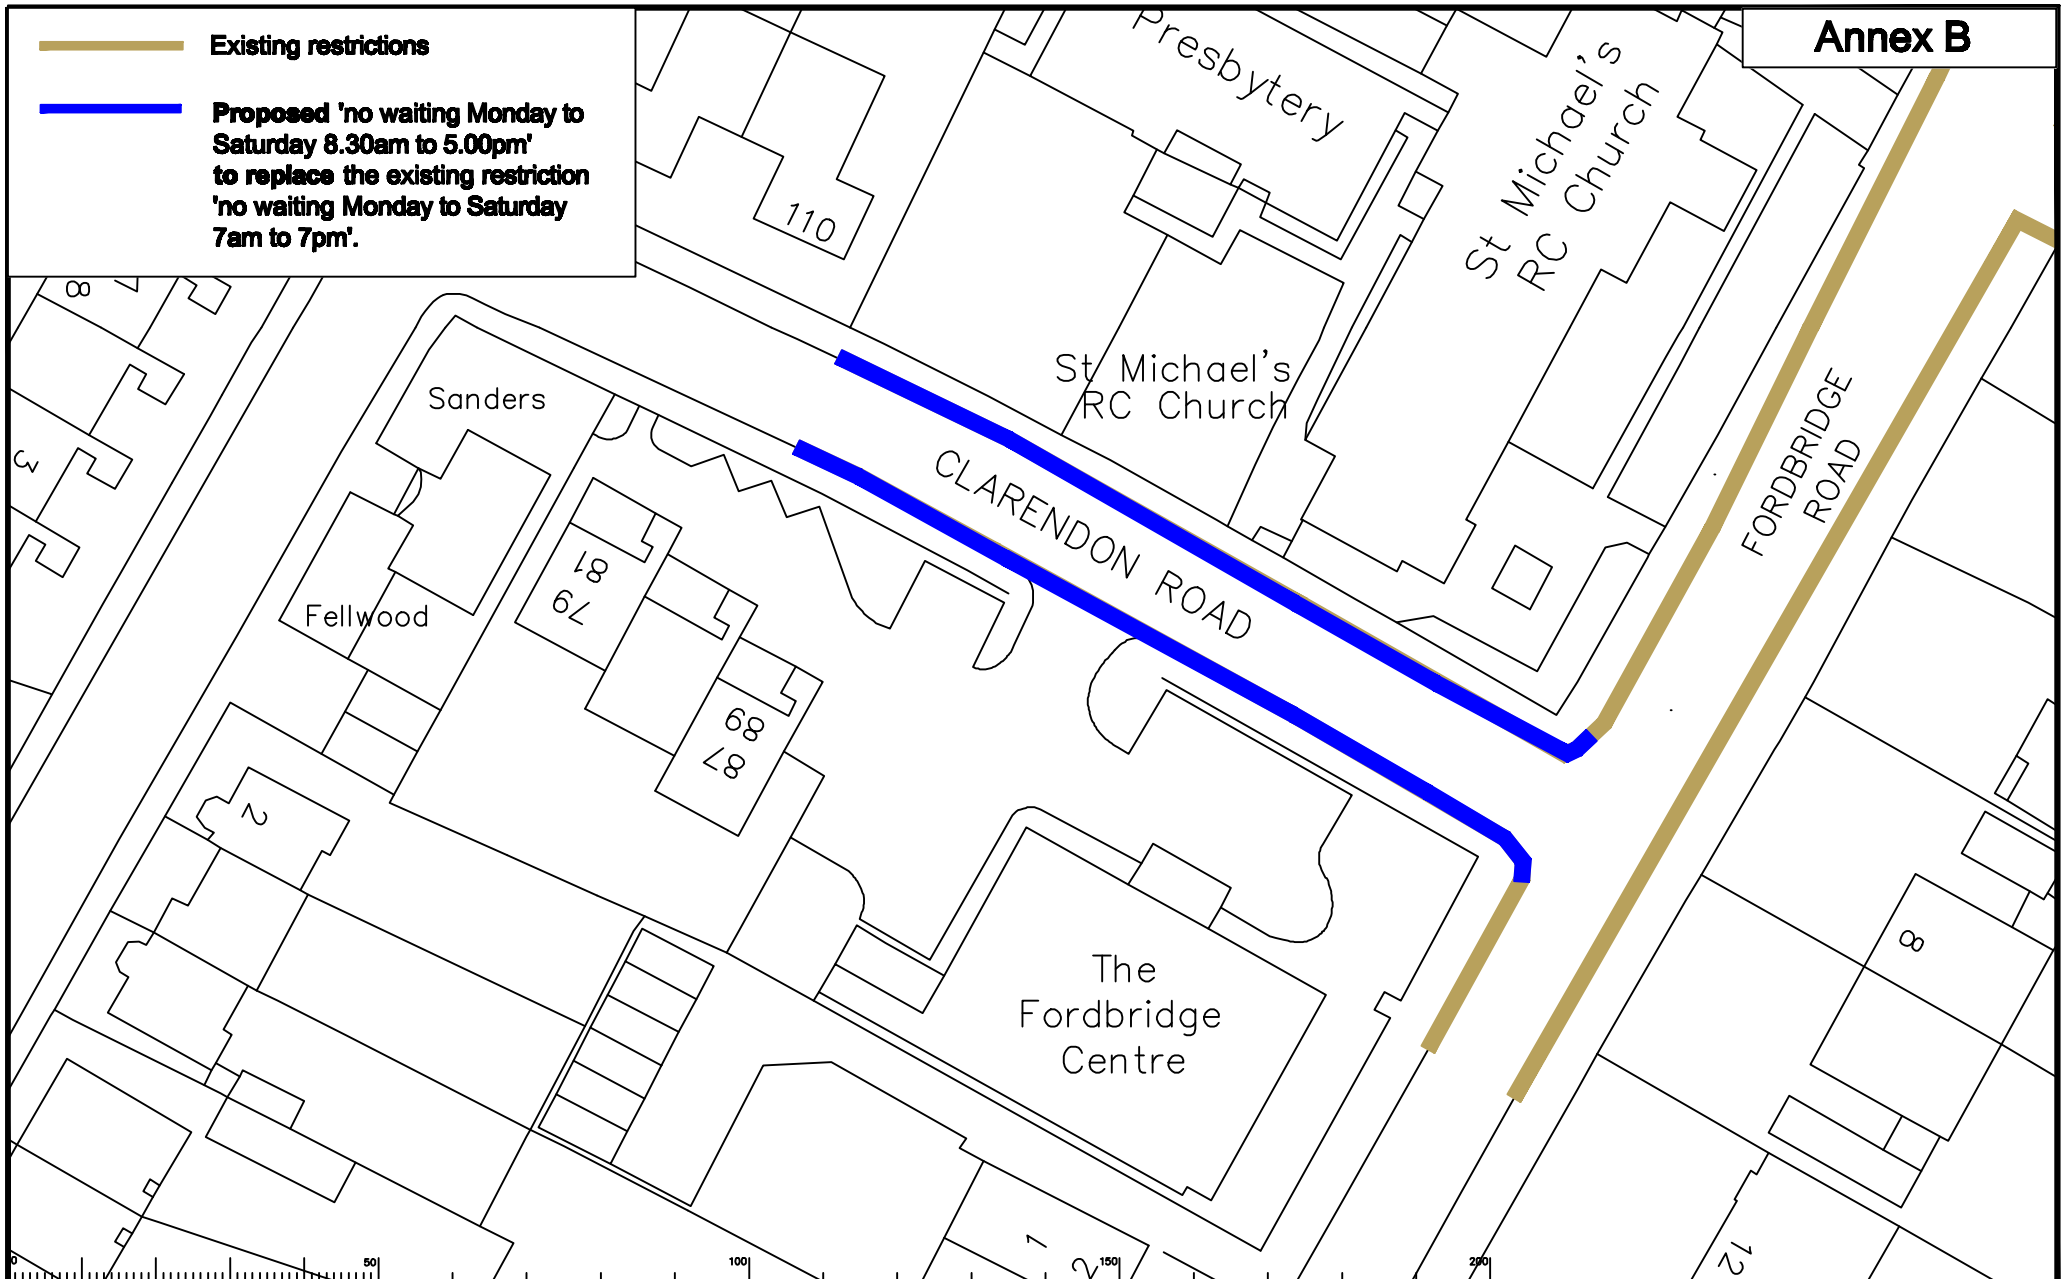 Existing restrictions
Proposed 'no waiting Monday to
Saturday 8.30am to 5.00pm'
to replace the existing restriction
'no waiting Monday to Saturday
7am to 7pm'.
Annex B
Presbytery
St Michael's
RC Church
110
8
3
Sanders
St Michael's
RC Church
CLARENDON ROAD
FORDBRIDGE
ROAD
81
79
Fellwood
89
87
2
8
The
Fordbridge
Centre
1
2
12
0
50
100
150
200